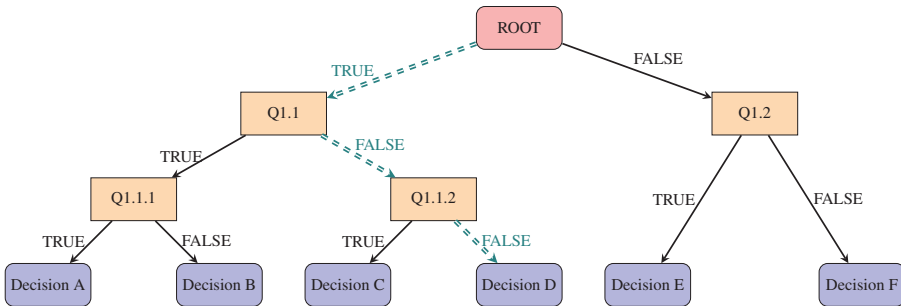 ROOT
TRUE
FALSE
Q1.1
Q1.2
TRUE
FALSE
Q1.1.1
Q1.1.2
TRUE
FALSE
TRUE
FALSE
TRUE
FALSE
Decision A
Decision B
Decision C
Decision D
Decision E
Decision F